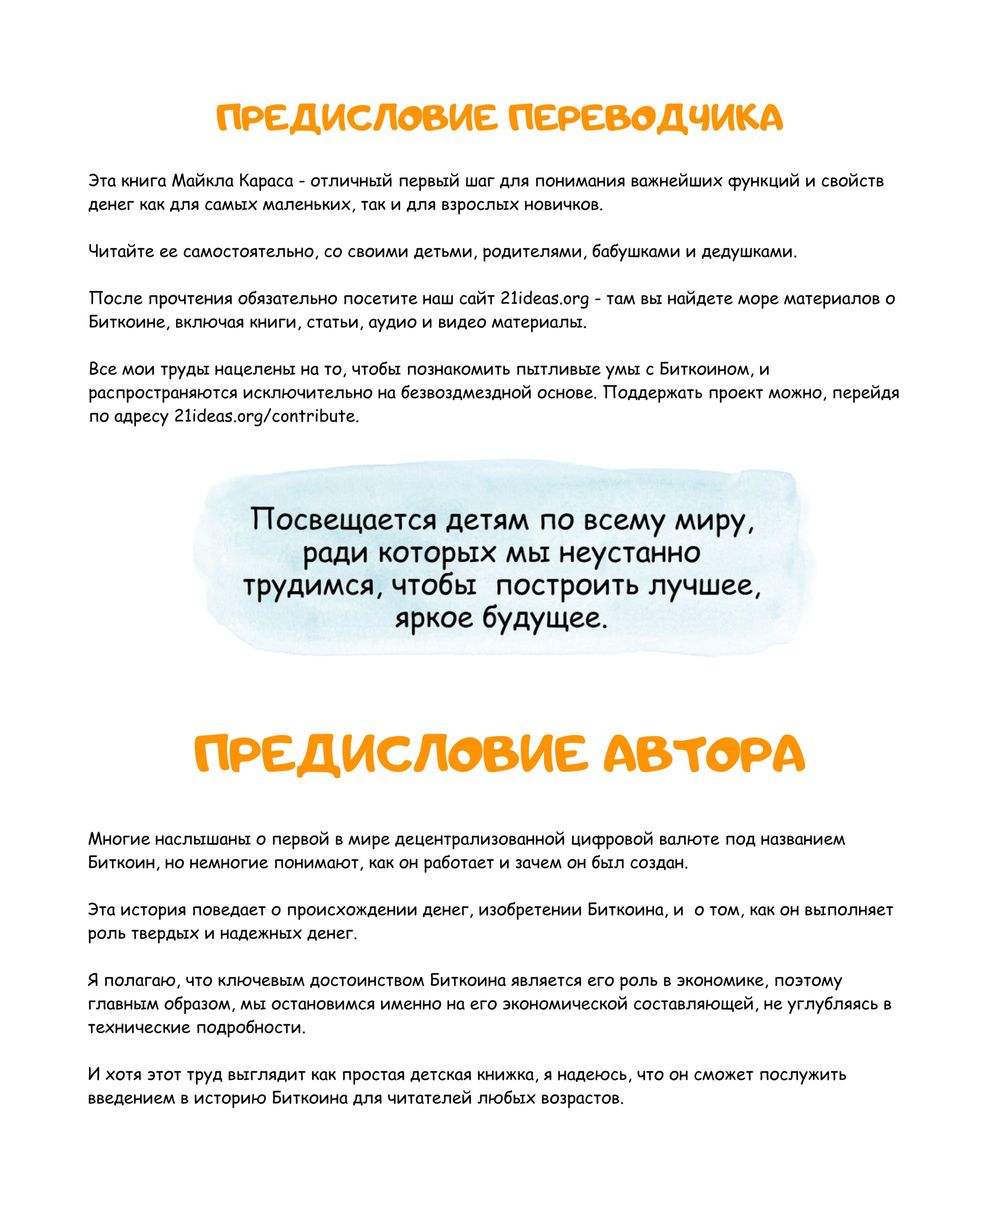 ПРЕДИСЛОВИЕ ПЕРЕВОДЧИКА
Эта книга Майкла Караса - отличный первый шаг для понимания важнейших функций и свойств
денег как для самых маленьких, так и для взрослых новичков.
Читайте ее самостоятельно, со своими детьми, родителями, бабушками и дедушками.
После прочтения обязательно посетите наш сайт 21ideas.org - там вы найдете море материалов о
Биткоине, включая книги, статьи, аудио и видео материалы.
Все мои труды нацелены на то, чтобы познакомить пытливые умы с Биткоином, и
распространяются исключительно на безвоздмездной основе. Поддержать проект можно, перейдя
по адресу 21ideas.org/contribute.
Посвещается детям по всему миру,
ради которых мы неустанно
трудимся, чтобы  построить лучшее,
яркое будущее.
ПРЕДИСЛОВИЕ АВТОРА
Многие наслышаны о первой в мире децентрализованной цифровой валюте под названием
Биткоин, но немногие понимают, как он работает и зачем он был создан.
Эта история поведает о происхождении денег, изобретении Биткоина, и  о том, как он выполняет
роль твердых и надежных денег.
Я полагаю, что ключевым достоинством Биткоина является его роль в экономике, поэтому
главным образом, мы остановимся именно на его экономической составляющей, не углубляясь в
технические подробности.
И хотя этот труд выглядит как простая детская книжка, я надеюсь, что он сможет послужить
введением в историю Биткоина для читателей любых возрастов.